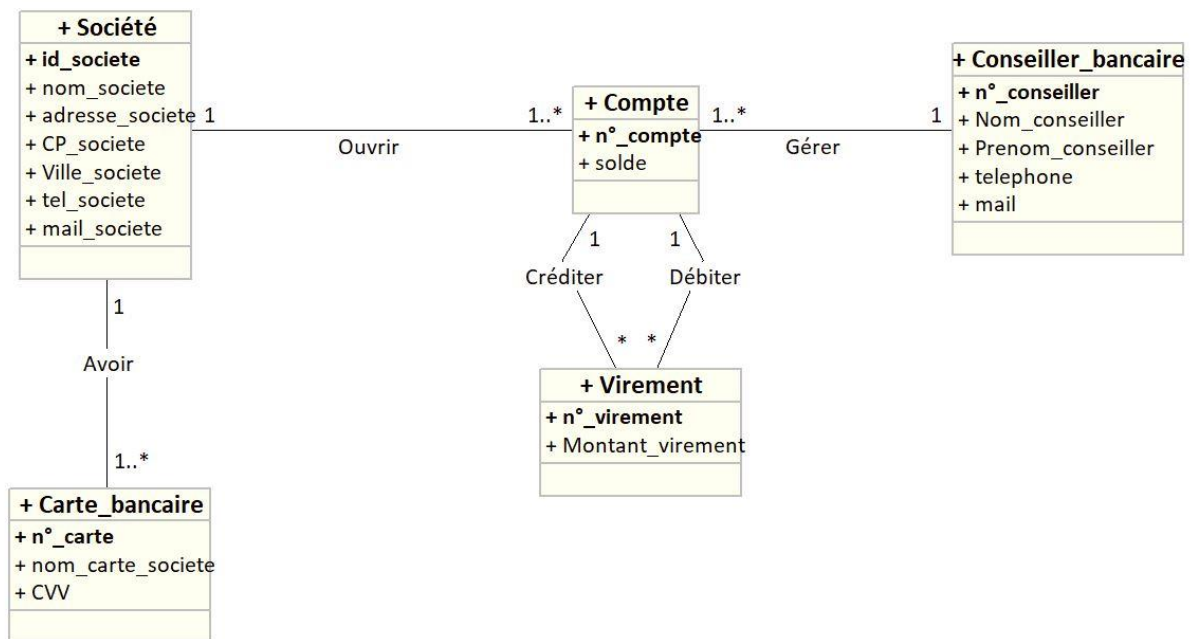 + Société
+ id_societe
+ nom_societe
+ adresse_societe
+ CP_societe
+ Ville_societe
+ tel_societe
+ mail_societe
1
Ouvrir
1..*
+ Compte
+ n°_compte
+ solde
1..*
Gérer
1
+ Conseiller_bancaire
+ n°_conseiller
+ Nom_conseiller
+ Prenom_conseiller
+ telephone
+ mail
1
1
Créditer
Débiter
*
*
+ Virement
+ n°_virement
+ Montant_virement
1
Avoir
1..*
+ Carte_bancaire
+ n°_carte
+ nom_carte_societe
+ CVV